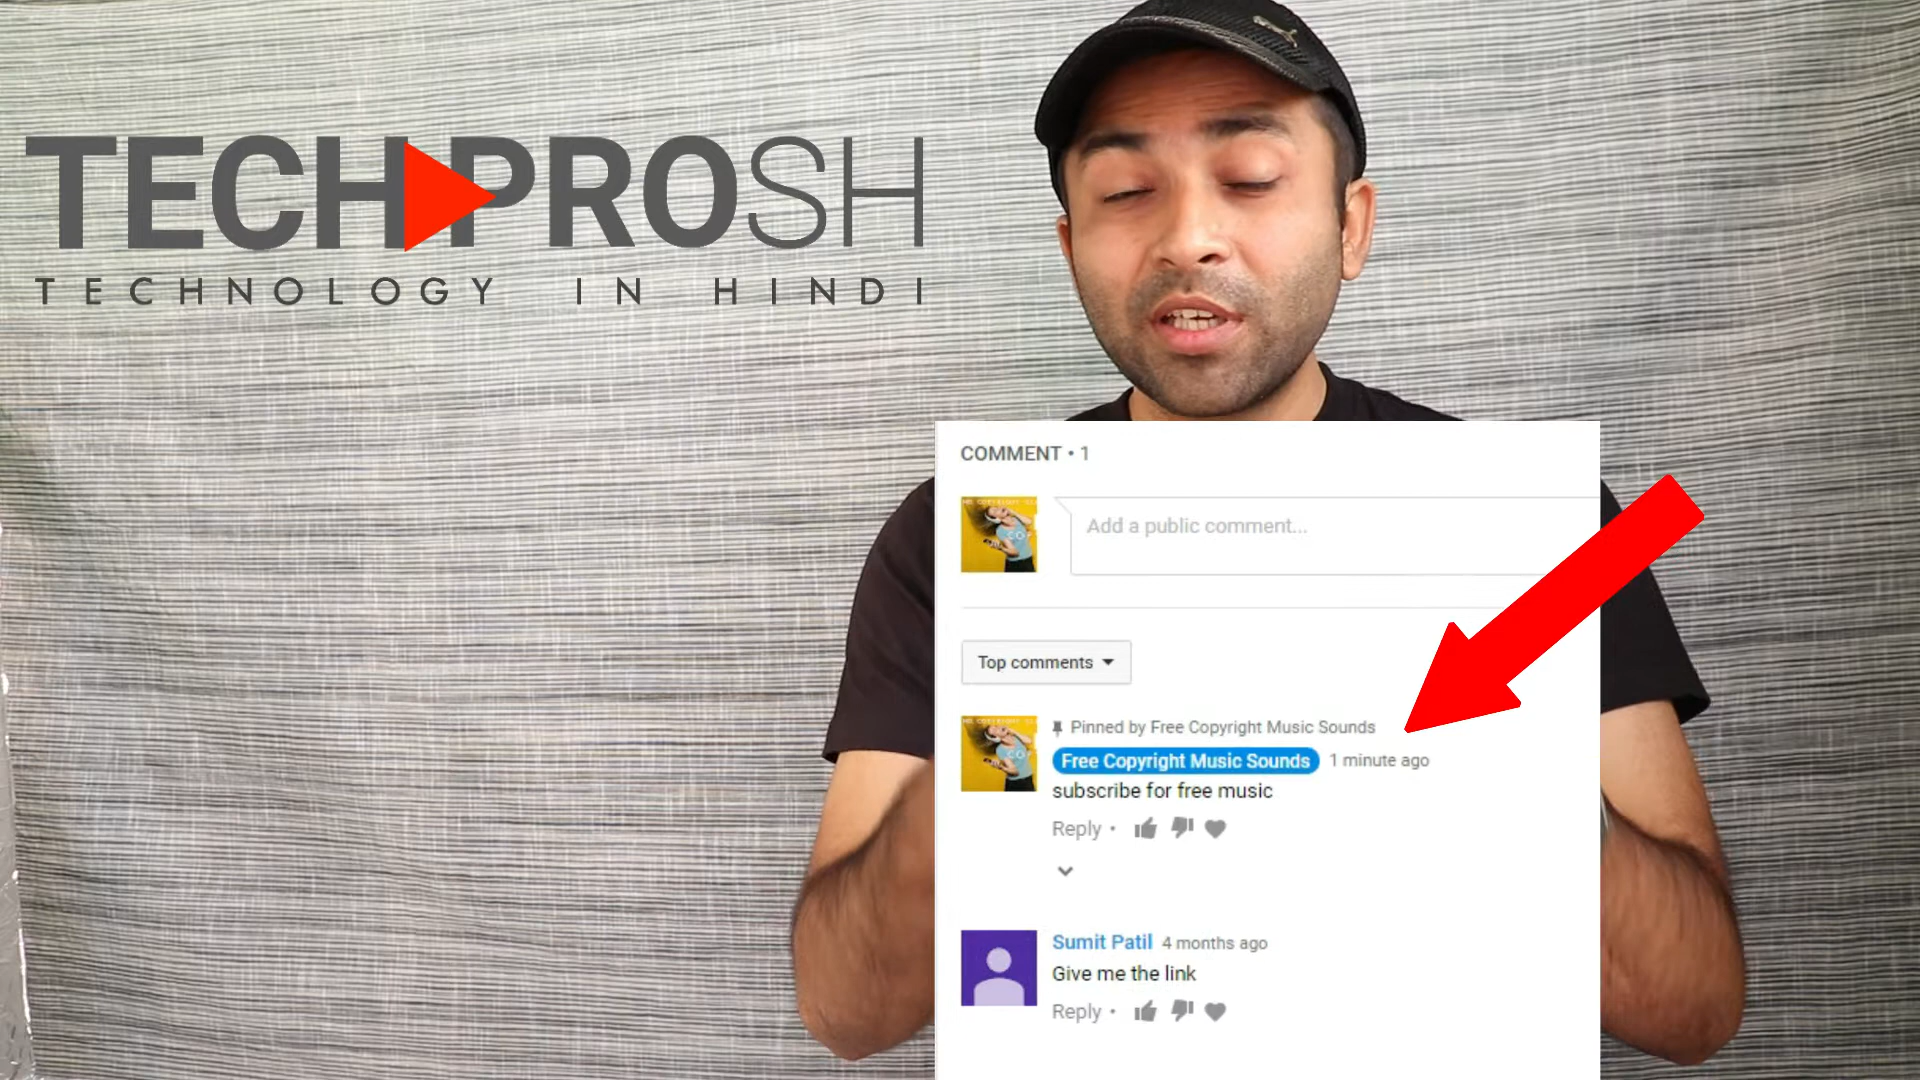 TECH PROSH
TECHNOLOGY IN HINDI
COMMENT • 1
Add a public comment...
Top comments
Pinned by Free Copyright Music Sounds
Free Copyright Music Sounds 1 minute ago
subscribe for free music
Reply •
Sumit Patil 4 months ago
Give me the link
Reply •